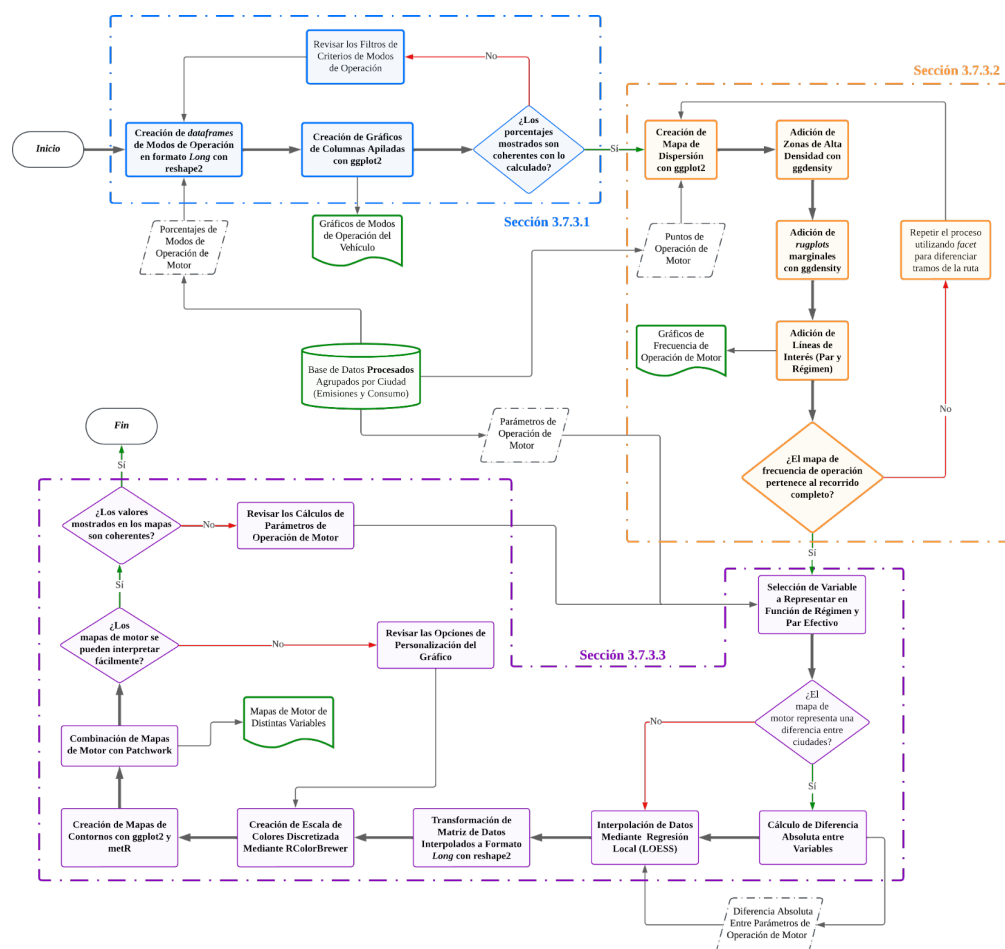 Revisar los Filtros de
Criterios de Modos
de Operación
No
Sección 3.7.3.2
Inicio
Creación de dataframes
de Modos de Operación
en formato Long con
reshape2
Creación de Gráficos
de Columnas Apiladas
con ggplot2
¿Los
porcentajes
mostrados son
coherentes con lo
calculado?
Sí
Creación de
Mapa de
Dispersión
con ggplot2
Adición de
Zonas de Alta
Densidad con
ggdensity
Sección 3.7.3.1
Porcentajes de
Modos de
Operación de
Motor
Gráficos de Modos
de Operación del
Vehículo
Puntos de
Operación de
Motor
Adición de
rugplots
marginales
con ggdensity
Repetir el proceso
utilizando facet
para diferenciar
tramos de la ruta
Gráficos de
Frecuencia de
Operación de Motor
Adición de
Líneas de
Interés (Par y
Régimen)
Base de Datos Procesados
Agrupados por Ciudad
(Emisiones y Consumo)
No
Fin
Parámetros de
Operación de
Motor
Sí
¿El mapa de
frecuencia de operación
pertenece al recorrido
completo?
¿Los valores
mostrados en los mapas
son coherentes?
No
Revisar los Cálculos de
Parámetros de
Operación de Motor
Sí
Sí
Selección de Variable
a Representar en
Función de Régimen y
Par Efectivo
¿Los
mapas de motor se
pueden interpretar
fácilmente?
No
Revisar las Opciones de
Personalización del
Gráfico
Sección 3.7.3.3
¿El
mapa de
motor representa una
diferencia entre
ciudades?
No
Mapas de Motor de
Distintas Variables
Combinación de Mapas
de Motor con Patchwork
Sí
Creación de Mapas de
Contornos con ggplot2 y
metR
Creación de Escala de
Colores Discretizada
Mediante RColorBrewer
Transformación de
Matriz de Datos
Interpolados a Formato
Long con reshape2
Interpolación de Datos
Mediante Regresión
Local (LOESS)
Cálculo de Diferencia
Absoluta entre
Variables
Diferencia Absoluta
Entre Parámetros de
Operación de Motor